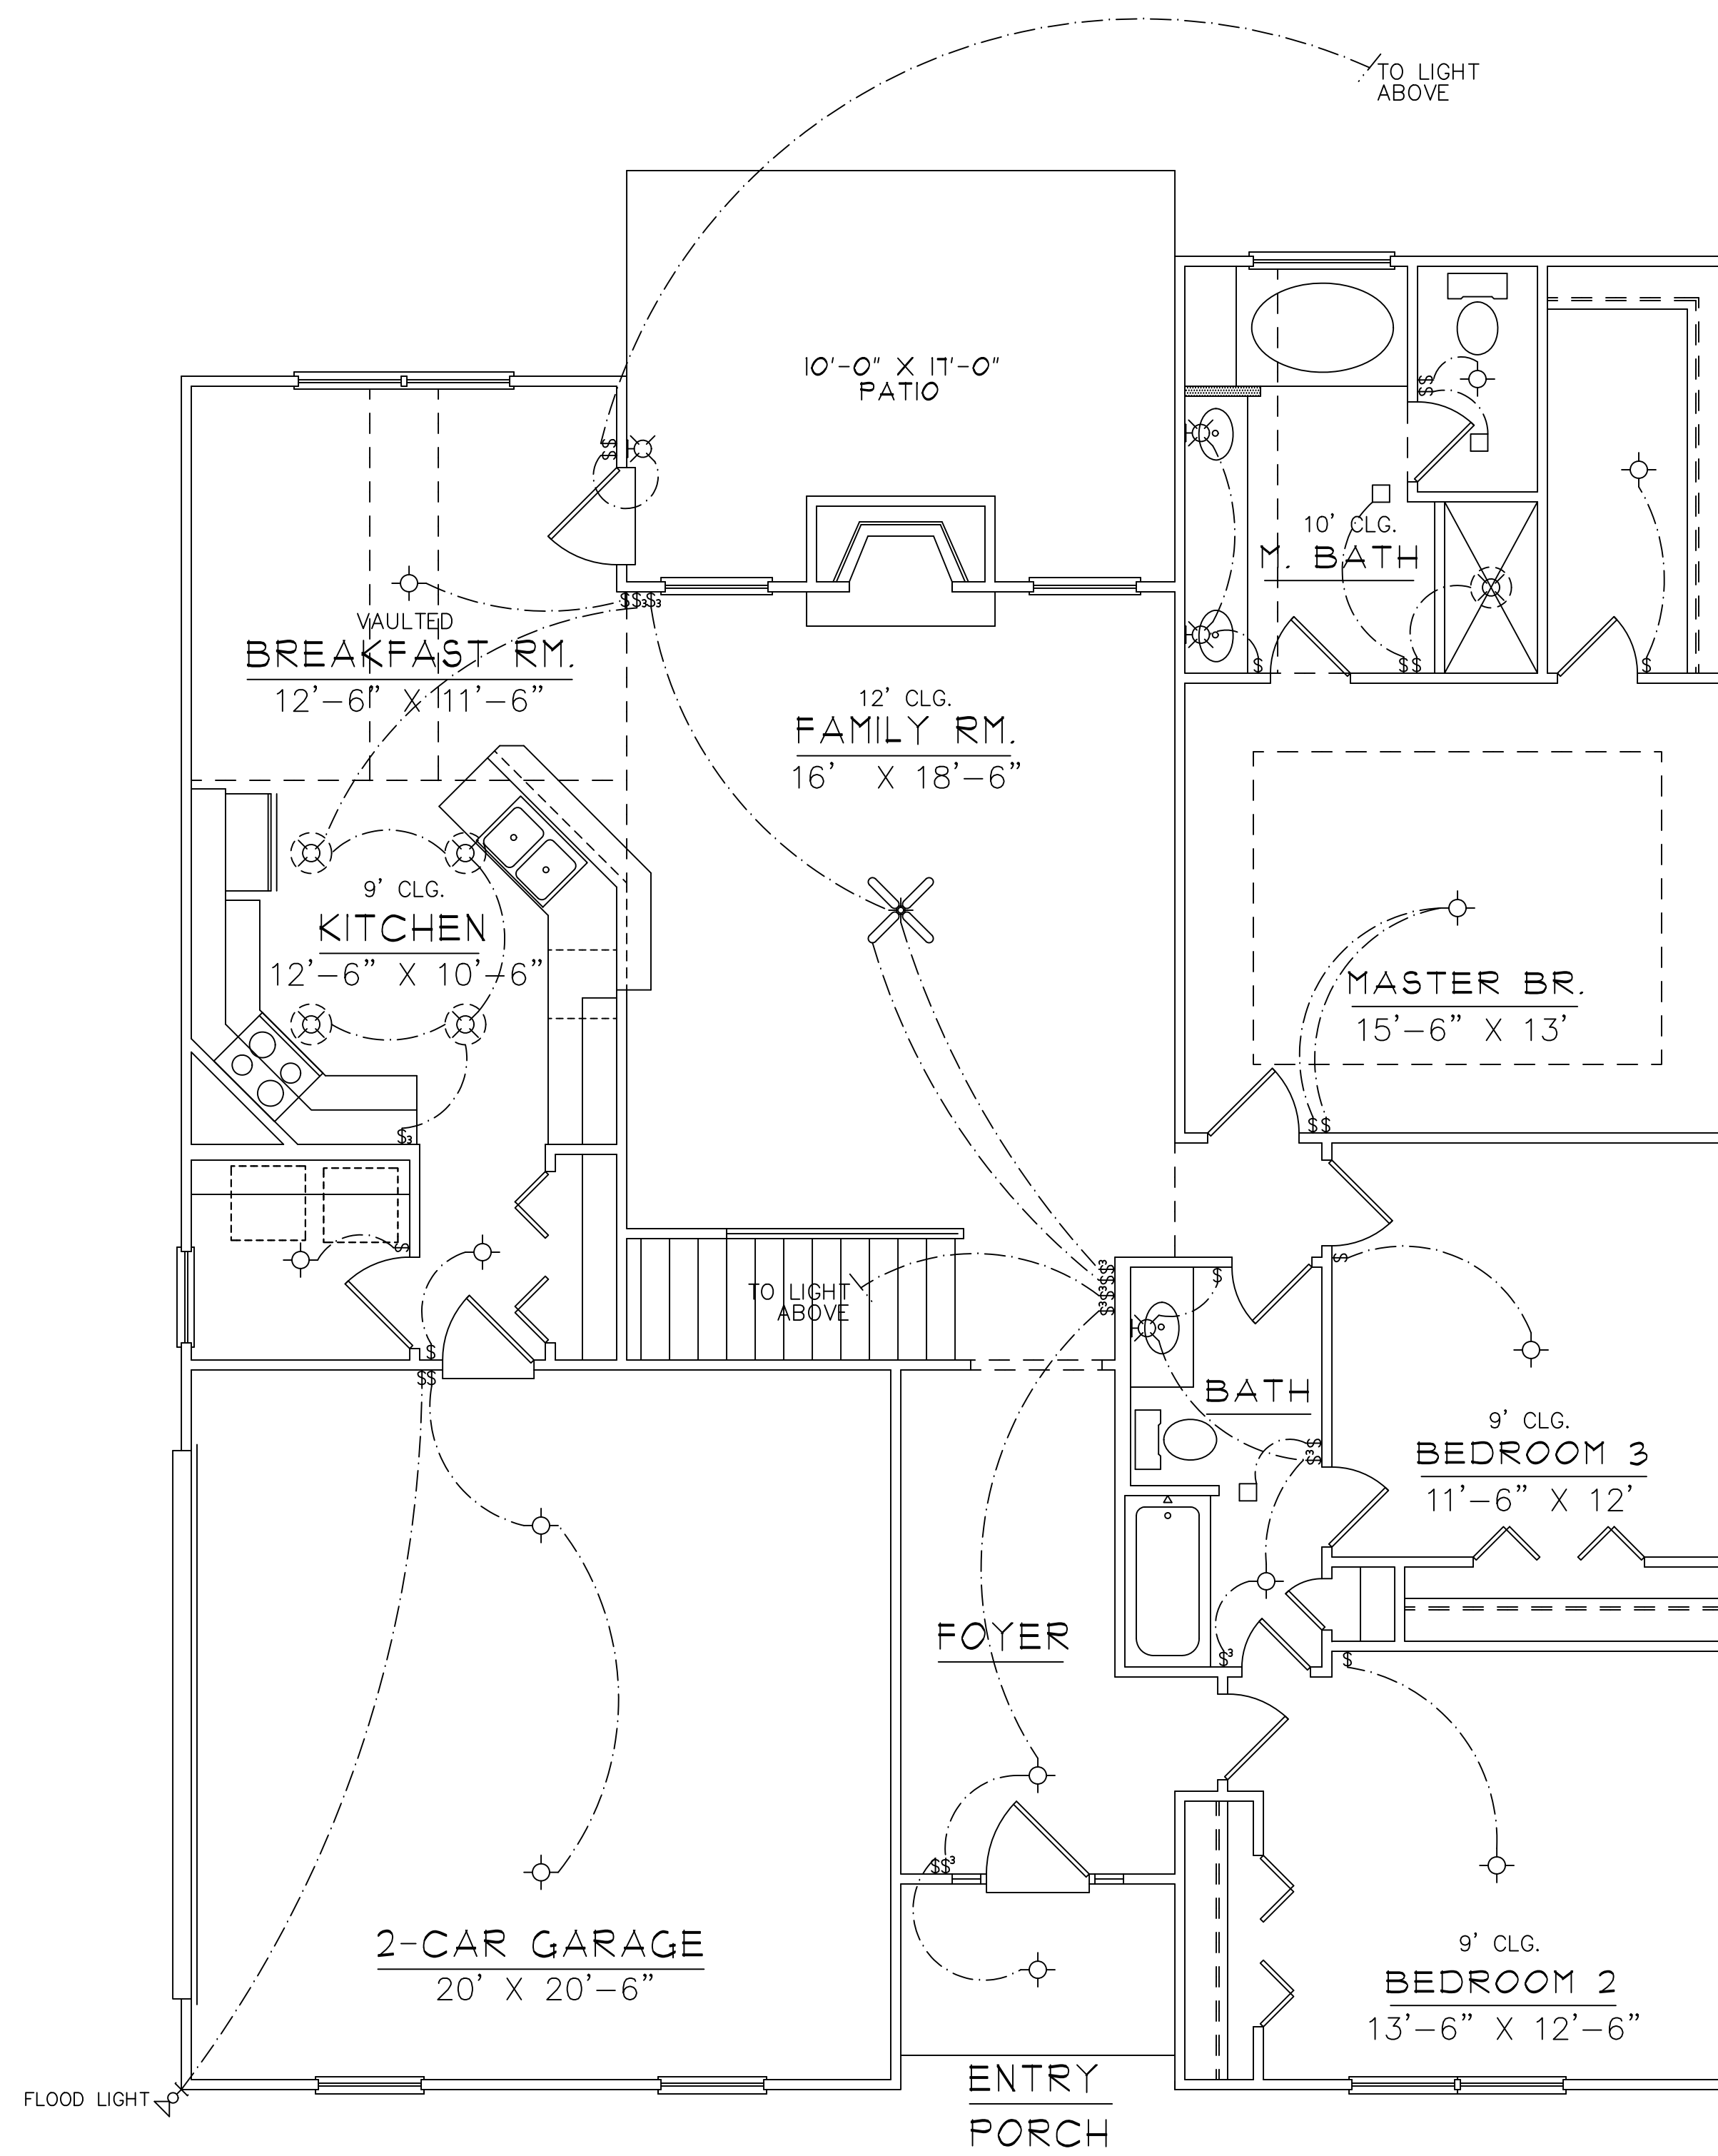 TO LIGHT
ABOVE
10'-0" X 17'-0"
PATIO
10' CLG.
M. BATH
VAULTED
BREAKFAST RM.
12'-6" X 11'-6"
12' CLG.
FAMILY RM.
16' X 18'-6"
9' CLG.
KITCHEN
12'-6" X 10'-6"
MASTER BR.
15'-6" X 13'
TO LIGHT
ABOVE
BATH
9' CLG.
BEDROOM 3
11'-6" X 12'
FOYER
2-CAR GARAGE
20' X 20'-6"
9' CLG.
BEDROOM 2
13'-6" X 12'-6"
FLOOD LIGHT
ENTRY
PORCH